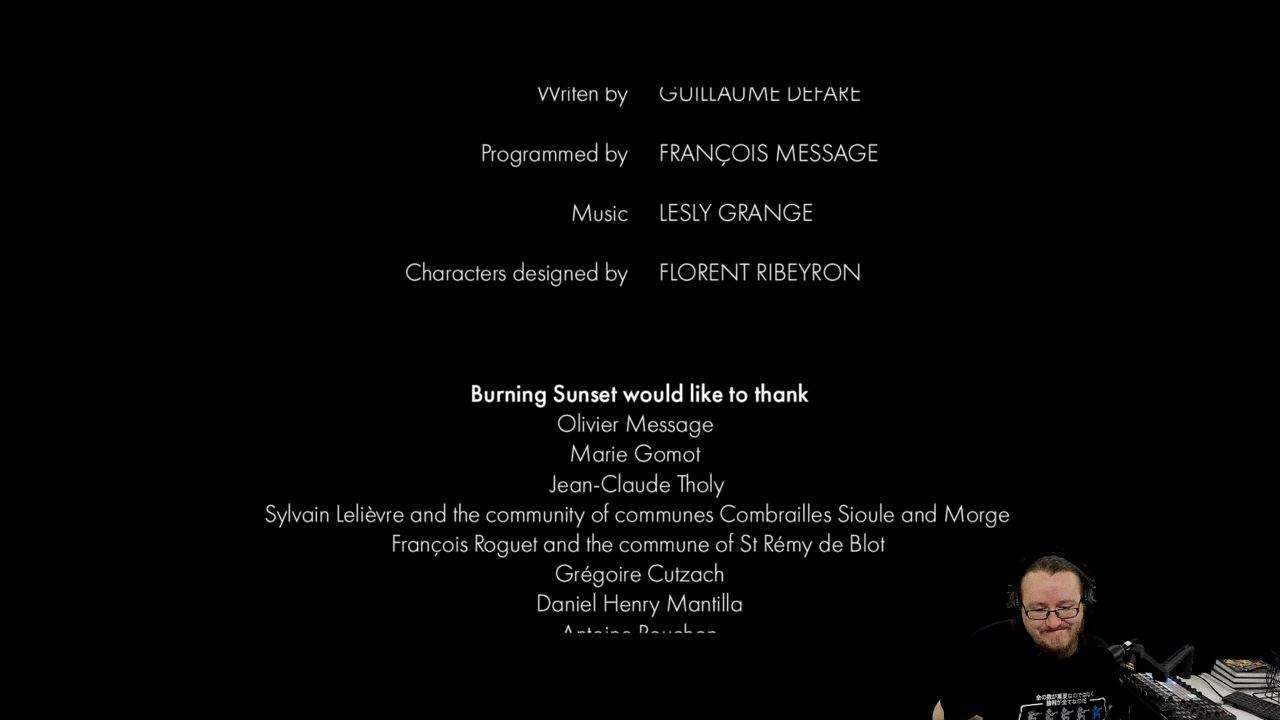 Writen by GUILLAUME DEFARE
Programmed by FRANÇOIS MESSAGE
Music LESLY GRANGE
Characters designed by FLORENT RIBEYRON
Burning Sunset would like to thank
Olivier Message
Marie Gomot
Jean-Claude Tholy
Sylvain Lelièvre and the community of communes Combrailles Sioule and Morge
François Roguet and the commune of St Rémy de Blot
Grégoire Cutzach
Daniel Henry Mantilla
Antoine